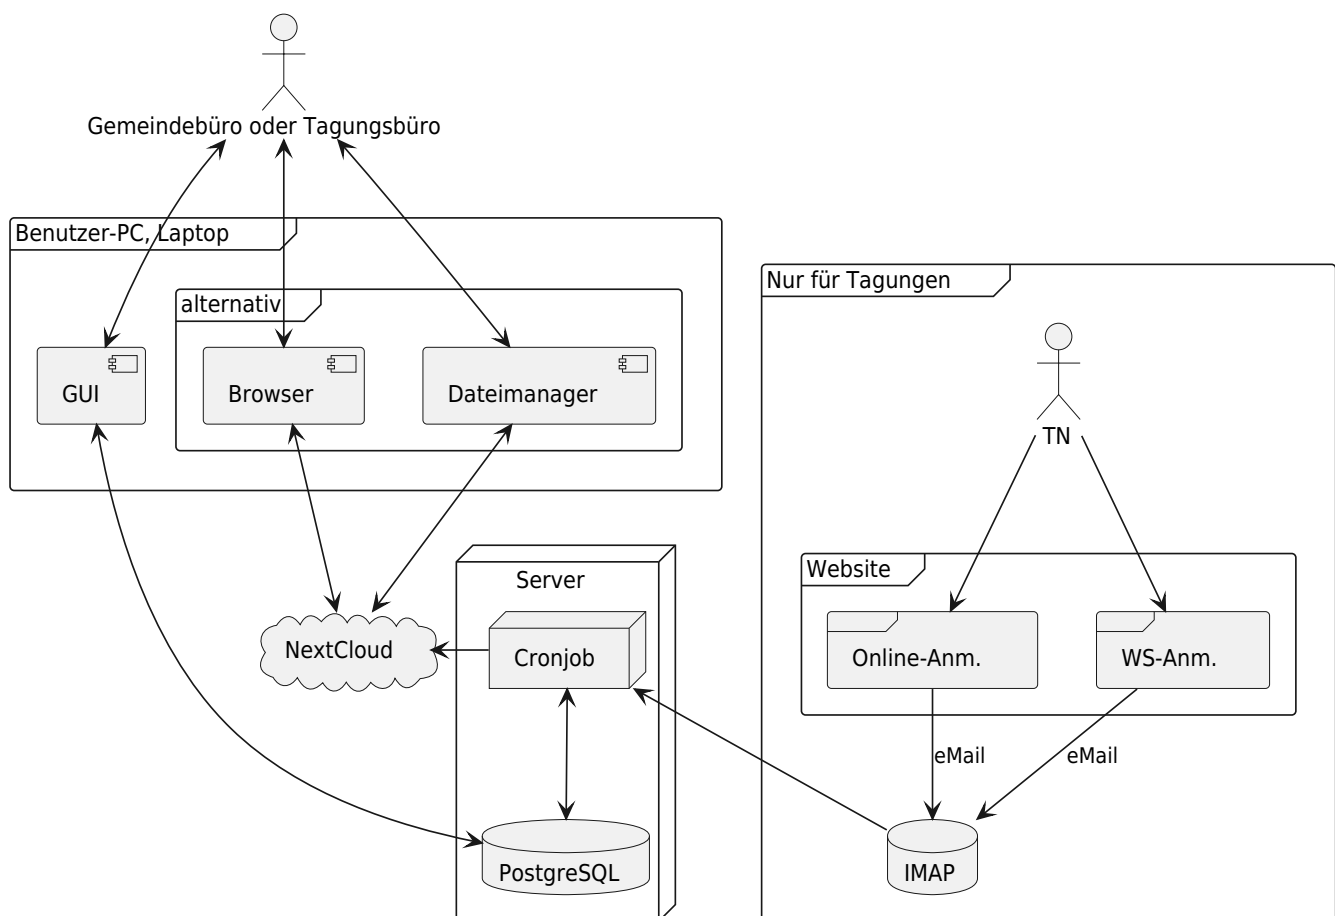 Gemeindebüro oder Tagungsbüro
Benutzer-PC, Laptop
alternativ
GUI
Browser
Dateimanager
Nur für Tagungen
TN
Website
Online-Anm.
WS-Anm.
Server
NextCloud
Cronjob
eMail
eMail
PostgreSQL
IMAP